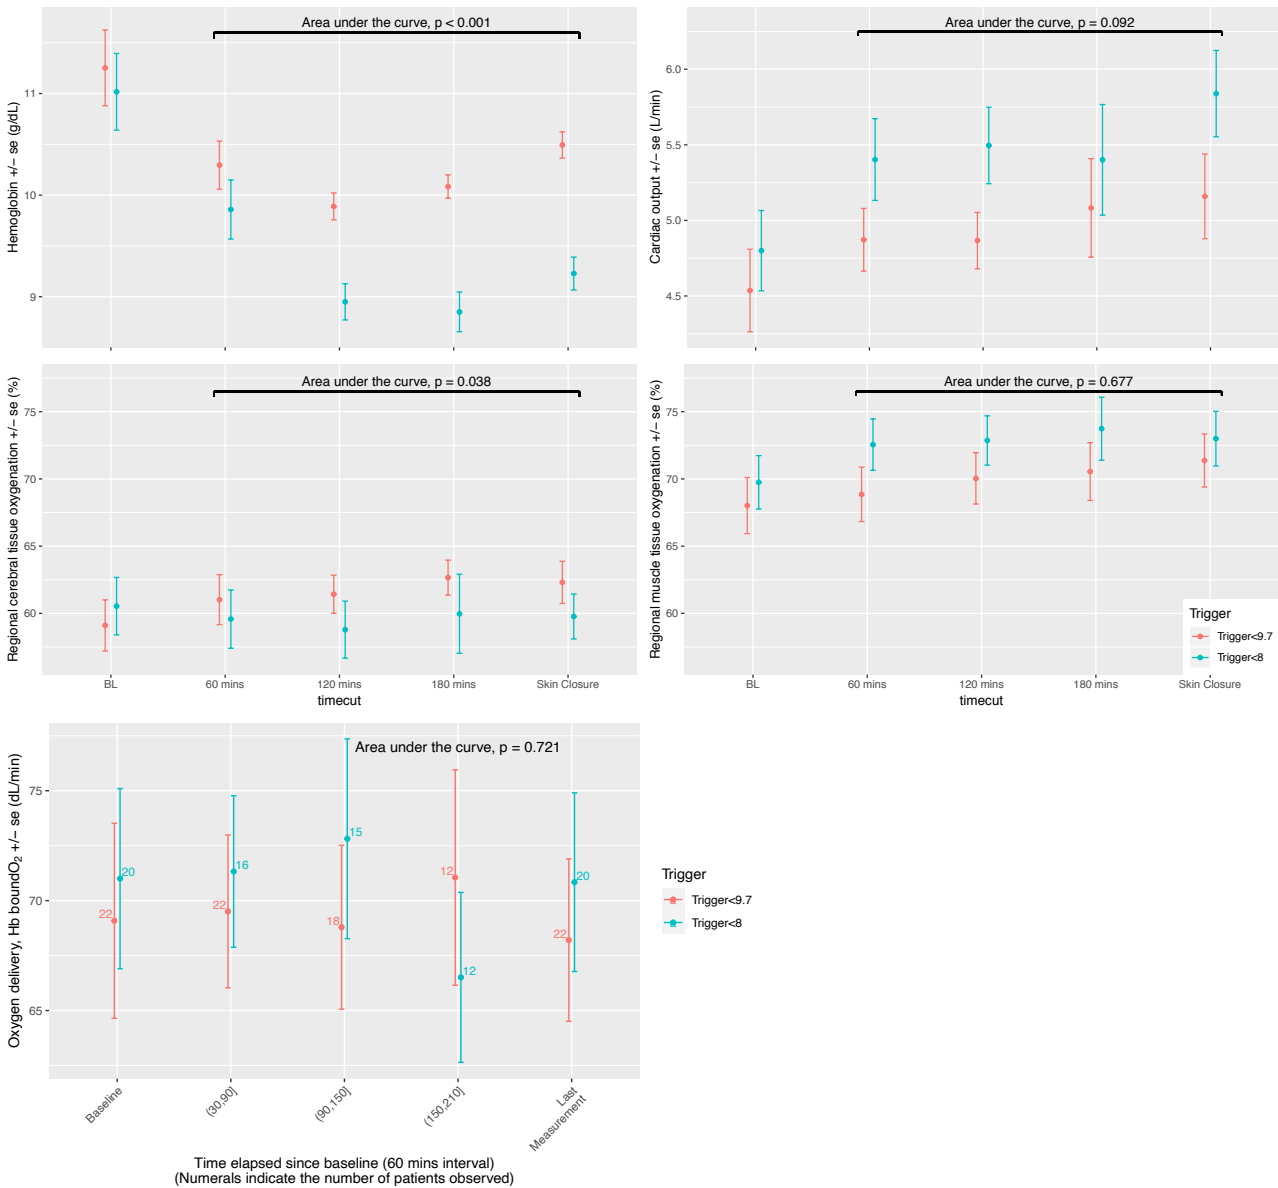 Area under the curve, p < 0.001
Hemoglobin +/− se (g/dL)
11
10
9
Area under the curve, p = 0.092
Cardiac output +/− se (L/min)
6.0
5.5
5.0
4.5
Area under the curve, p = 0.038
Regional cerebral tissue oxygenation +/− se (%)
75
70
65
60
BL 60 mins 120 mins 180 mins Skin Closure
timecut
Area under the curve, p = 0.677
Regional muscle tissue oxygenation +/− se (%)
75
70
65
60
Trigger
Trigger<9.7
Trigger<8
BL 60 mins 120 mins 180 mins Skin Closure
timecut
Area under the curve, p = 0.721
Oxygen delivery, Hb boundO₂ +/− se (dL/min)
75
70
65
22 20 22 16 18 15 12 12 22 20
Baseline (30,90] (90,150] (150,210] Last
Measurement
Time elapsed since baseline (60 mins interval)
(Numerals indicate the number of patients observed)
Trigger
Trigger<9.7
Trigger<8